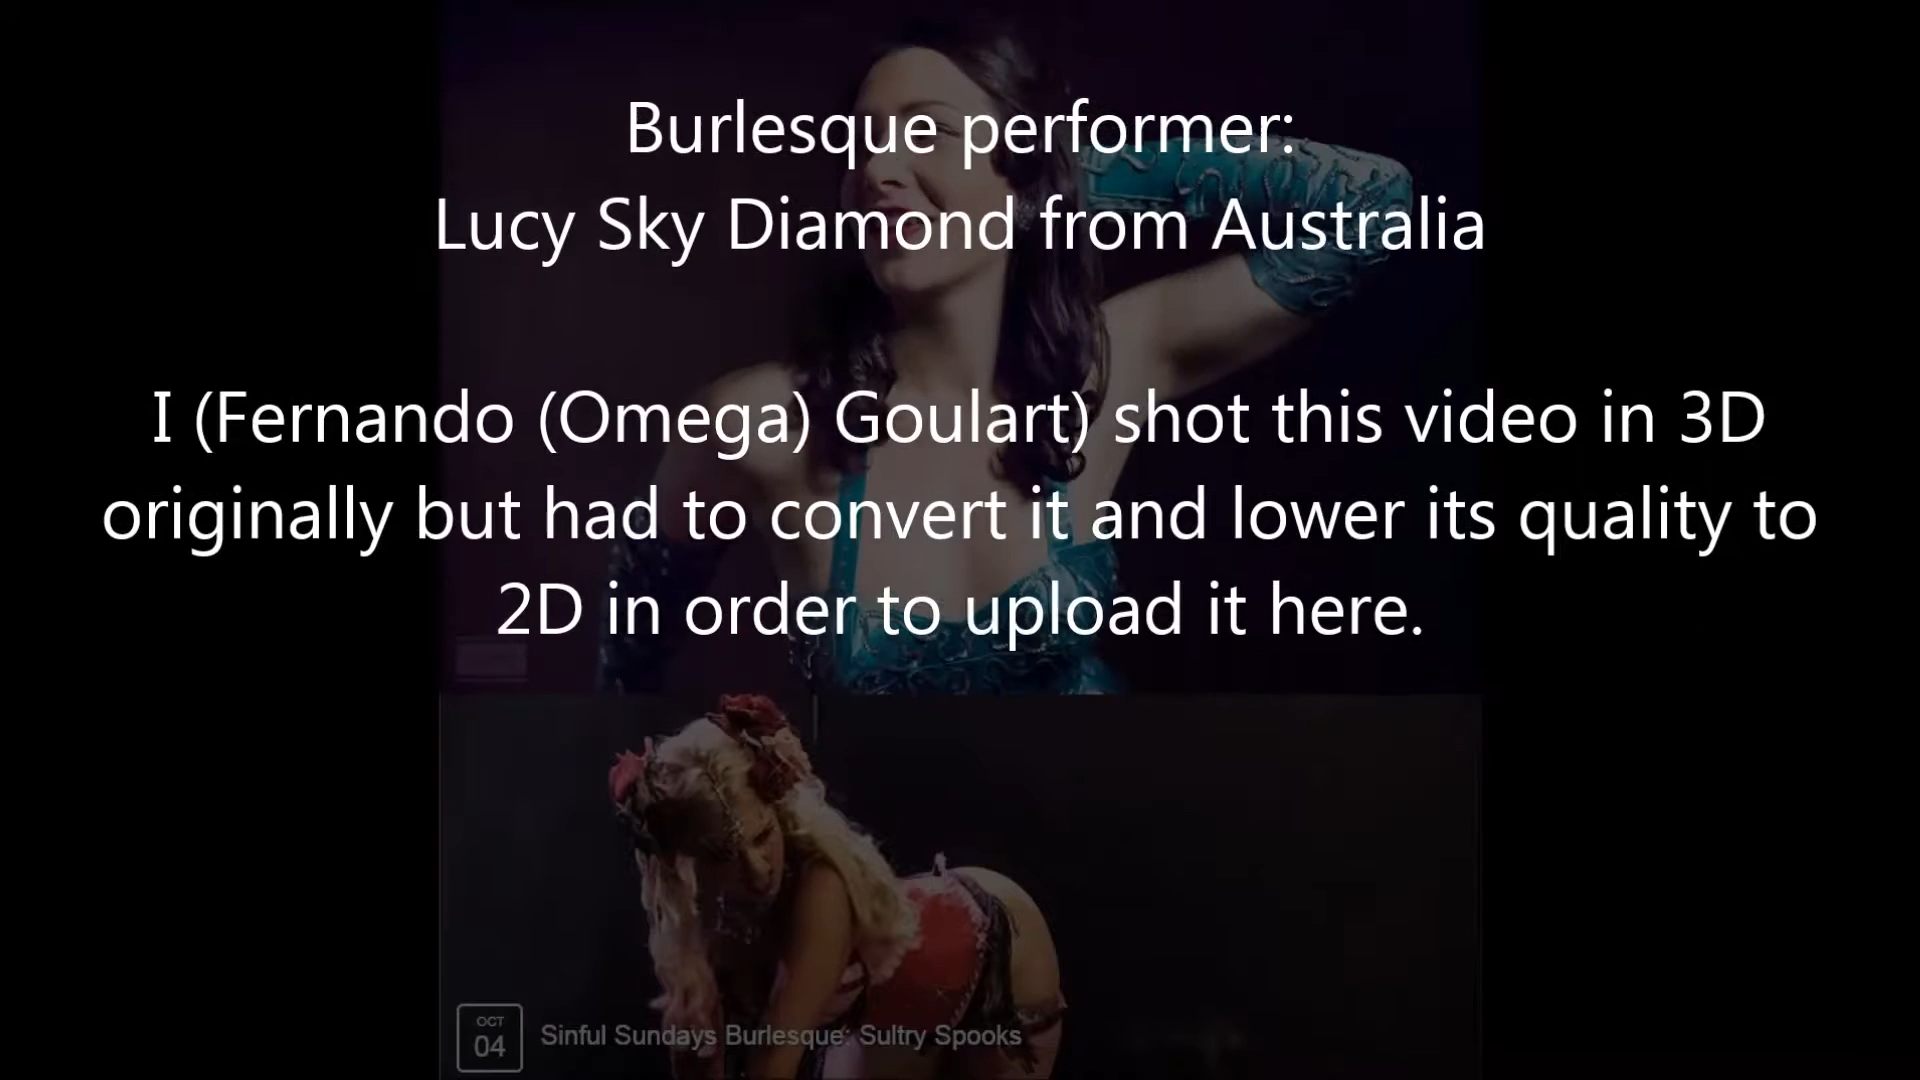 Burlesque performer:
Lucy Sky Diamond from Australia
I (Fernando (Omega) Goulart) shot this video in 3D
originally but had to convert it and lower its quality to
2D in order to upload it here.
OCT
04
Sinful Sundays Burlesque: Sultry Spooks